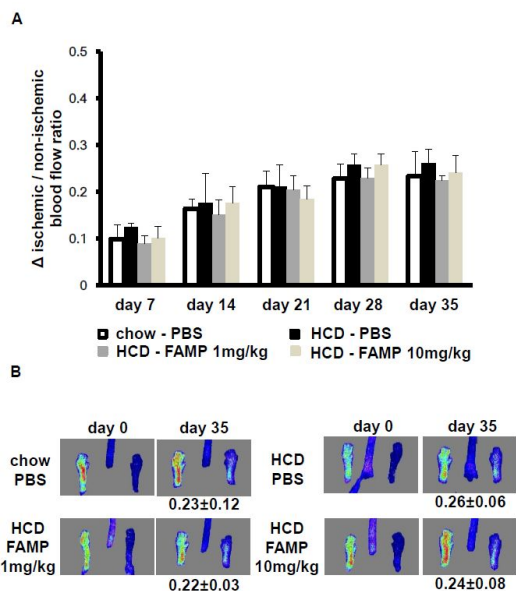 A
Δ ischemic / non-ischemic
blood flow ratio
0.5
0.4
0.3
0.2
0.1
0
day 7 day 14 day 21 day 28 day 35
chow - PBS HCD - PBS
HCD - FAMP 1mg/kg HCD - FAMP 10mg/kg
B
day 0 day 35 day 0 day 35
chow
PBS
HCD
PBS
0.23±0.12 0.26±0.06
HCD
FAMP
1mg/kg
HCD
FAMP
10mg/kg
0.22±0.03 0.24±0.08